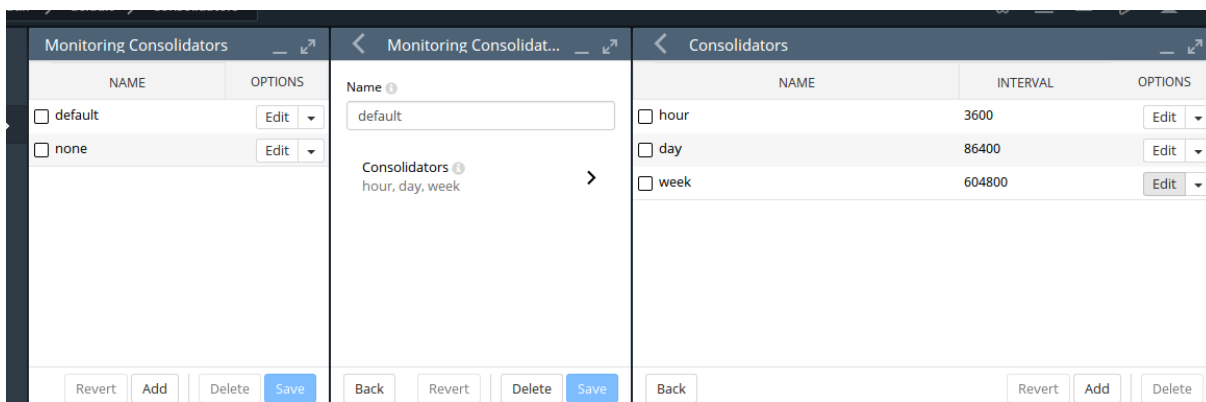 Monitoring Consolidators
NAME OPTIONS
default Edit
none Edit
Revert Add Delete Save
Monitoring Consolidat...
Name
default
Consolidators
hour, day, week
Back Revert Delete Save
Consolidators
NAME INTERVAL OPTIONS
hour 3600 Edit
day 86400 Edit
week 604800 Edit
Back Revert Add Delete